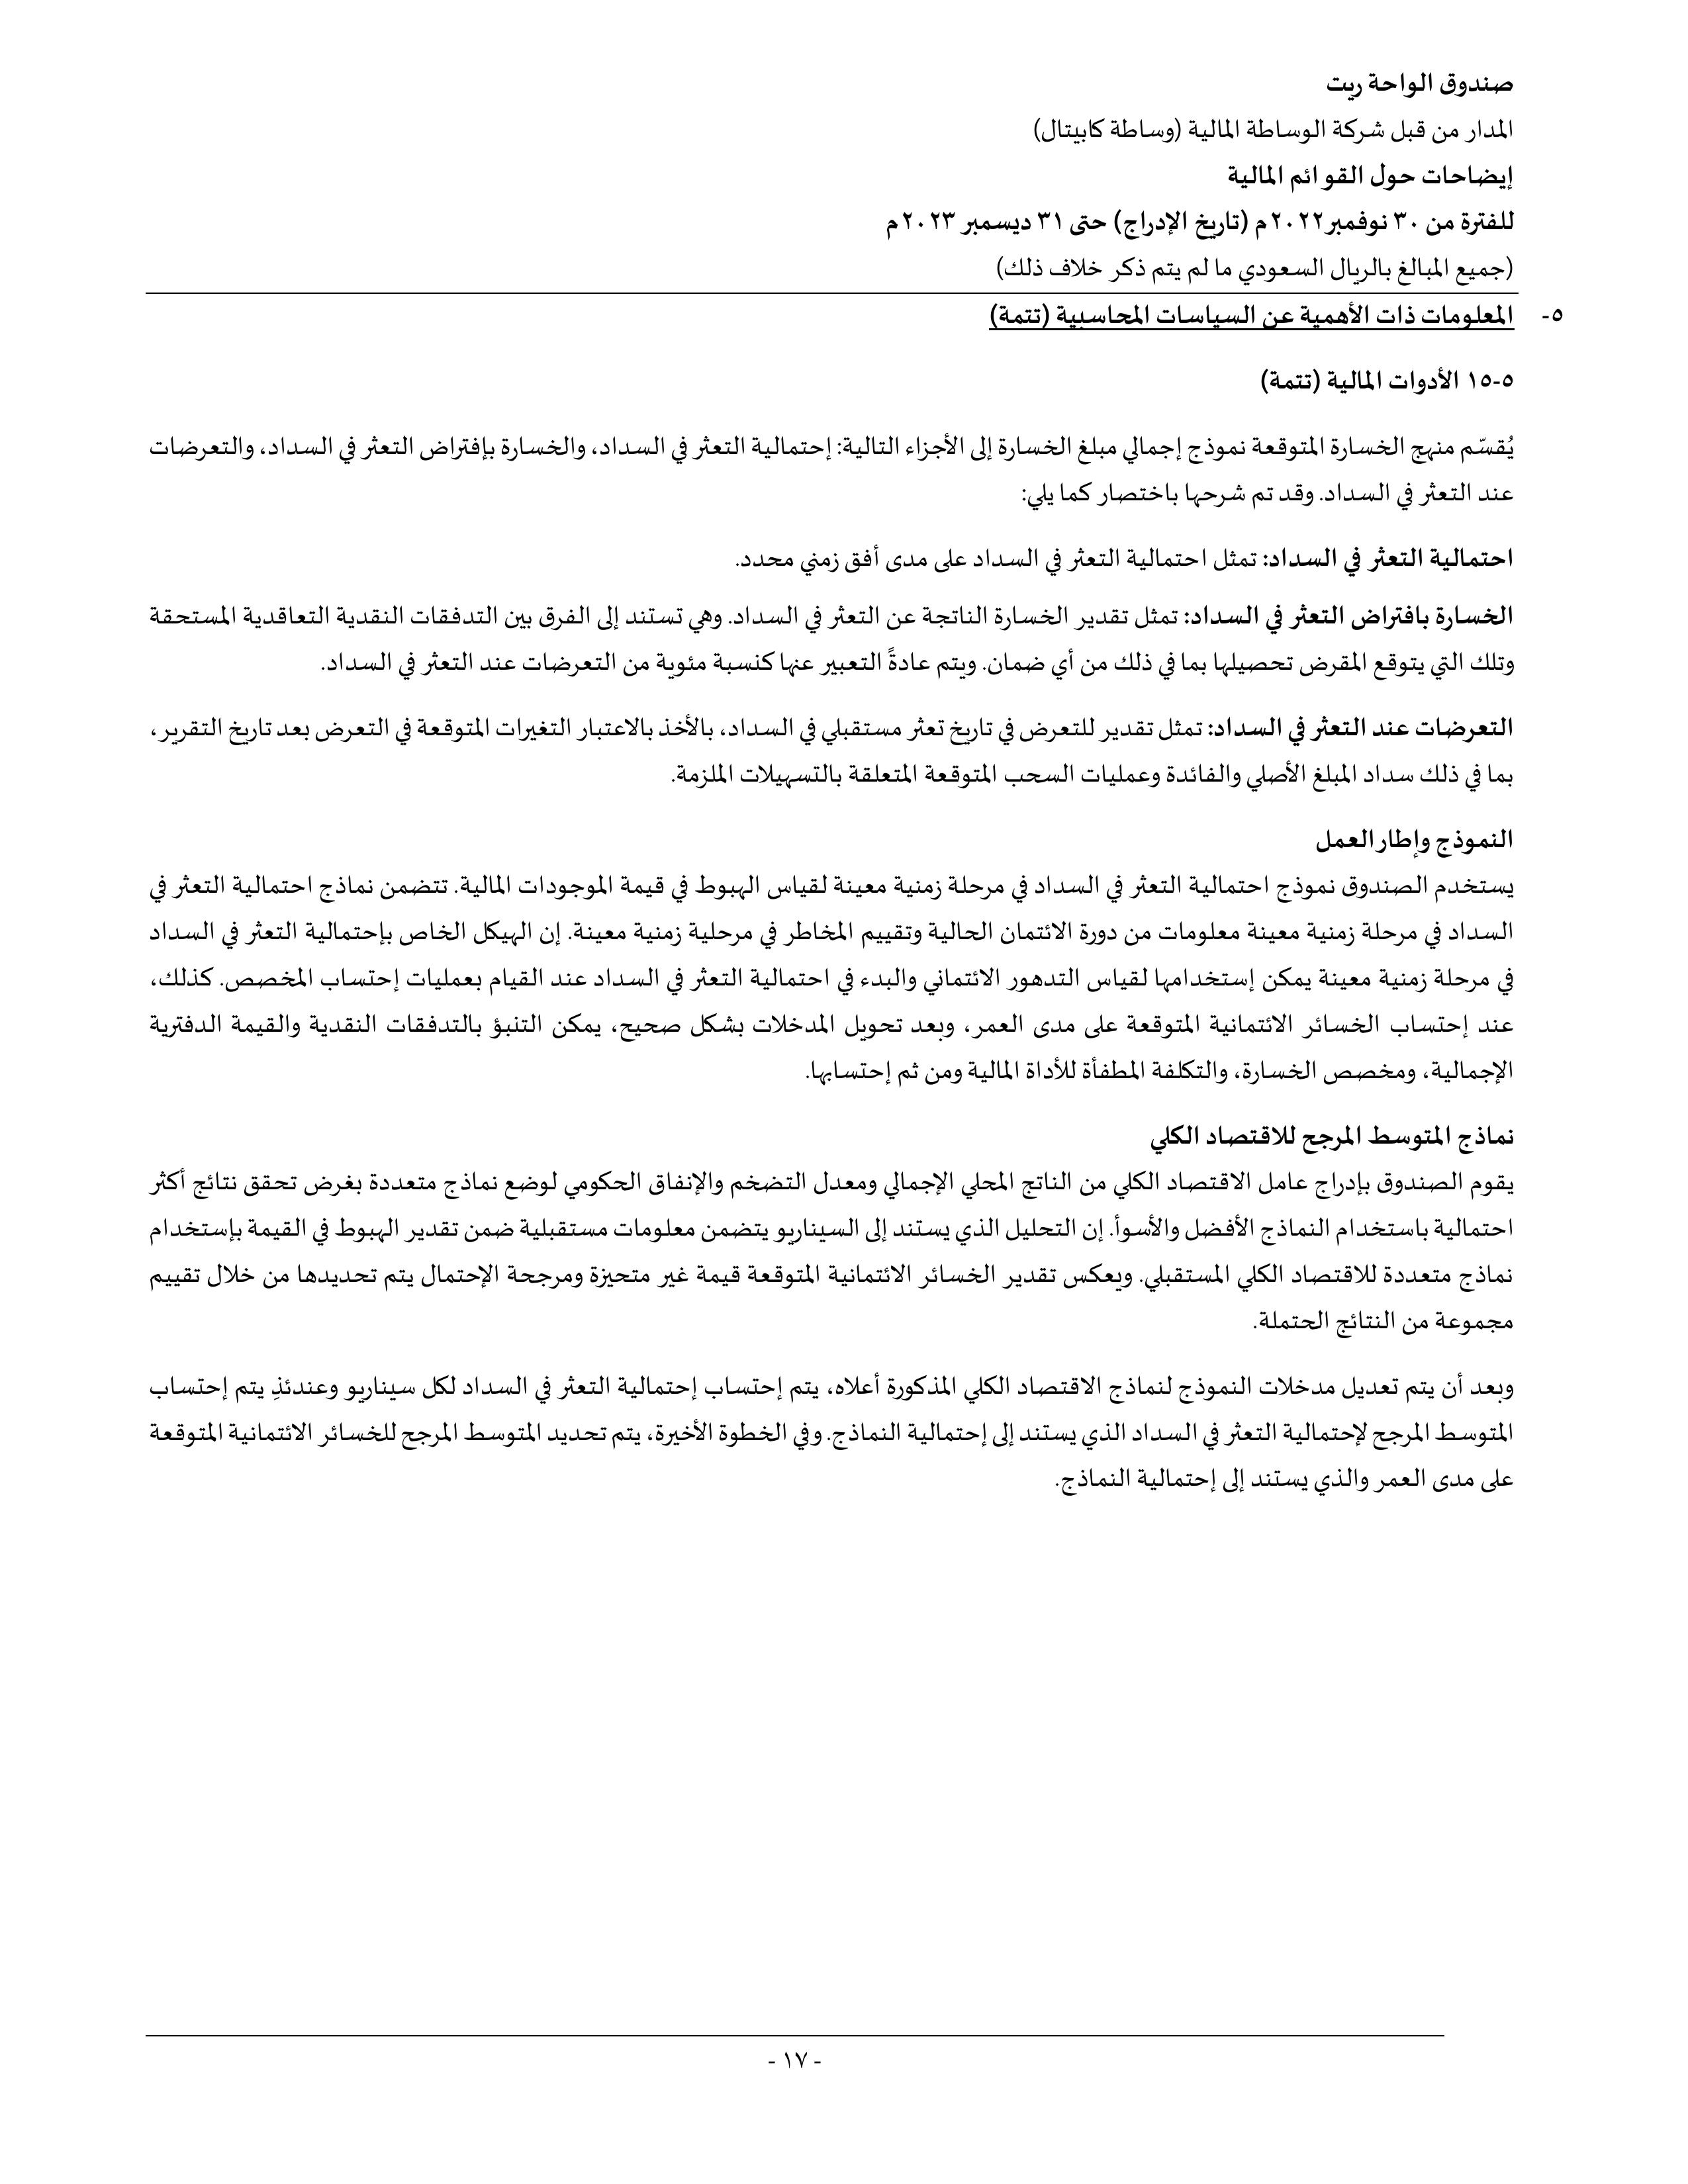 صندوق الواحة ريت
المدار من قبل شركة الوساطة المالية (وساطة كابيتال)
إيضاحات حول القوائم المالية
للفترة من ٣٠ نوفمبر ٢٠٢٢م (تاريخ الإدراج) حتى ٣١ ديسمبر ٢٠٢٣م
(جميع المبالغ بالريال السعودي ما لم يتم ذكر خلاف ذلك)
٥- المعلومات ذات الأهمية عن السياسات المحاسبية (تتمة)
٥-١٥ الأدوات المالية (تتمة)
يُقسّم منهج الخسارة المتوقعة نموذج إجمالي مبلغ الخسارة إلى الأجزاء التالية: إحتمالية التعثر في السداد، والخسارة بإفتراض التعثر في السداد، والتعرضات
عند التعثر في السداد. وقد تم شرحها باختصار كما يلي:
احتمالية التعثر في السداد: تمثل احتمالية التعثر في السداد على مدى أفق زمني محدد.
الخسارة بافتراض التعثر في السداد: تمثل تقدير الخسارة الناتجة عن التعثر في السداد. وهي تستند إلى الفرق بين التدفقات النقدية التعاقدية المستحقة
وتلك التي يتوقع المقرض تحصيلها بما في ذلك من أي ضمان. ويتم عادةً التعبير عنها كنسبة مئوية من التعرضات عند التعثر في السداد.
التعرضات عند التعثر في السداد: تمثل تقدير للتعرض في تاريخ تعثر مستقبلي في السداد، بالأخذ بالاعتبار التغيرات المتوقعة في التعرض بعد تاريخ التقرير،
بما في ذلك سداد المبلغ الأصلي والفائدة وعمليات السحب المتوقعة المتعلقة بالتسهيلات الملزمة.
النموذج وإطار العمل
يستخدم الصندوق نموذج احتمالية التعثر في السداد في مرحلة زمنية معينة لقياس الهبوط في قيمة الموجودات المالية. تتضمن نماذج احتمالية التعثر في
السداد في مرحلة زمنية معينة معلومات من دورة الائتمان الحالية وتقييم المخاطر في مرحلية زمنية معينة. إن الهيكل الخاص بإحتمالية التعثر في السداد
في مرحلة زمنية معينة يمكن إستخدامها لقياس التدهور الائتماني والبدء في احتمالية التعثر في السداد عند القيام بعمليات إحتساب المخصص. كذلك،
عند إحتساب الخسائر الائتمانية المتوقعة على مدى العمر، وبعد تحويل المدخلات بشكل صحيح، يمكن التنبؤ بالتدفقات النقدية والقيمة الدفترية
الإجمالية، ومخصص الخسارة، والتكلفة المطفأة للأداة المالية ومن ثم إحتسابها.
نماذج المتوسط المرجح للاقتصاد الكلي
يقوم الصندوق بإدراج عامل الاقتصاد الكلي من الناتج المحلي الإجمالي ومعدل التضخم والإنفاق الحكومي لوضع نماذج متعددة بغرض تحقق نتائج أكثر
احتمالية باستخدام النماذج الأفضل والأسوأ. إن التحليل الذي يستند إلى السيناريو يتضمن معلومات مستقبلية ضمن تقدير الهبوط في القيمة بإستخدام
نماذج متعددة للاقتصاد الكلي المستقبلي. ويعكس تقدير الخسائر الائتمانية المتوقعة قيمة غير متحيزة ومرجحة الإحتمال يتم تحديدها من خلال تقييم
مجموعة من النتائج الحتملة.
وبعد أن يتم تعديل مدخلات النموذج لنماذج الاقتصاد الكلي المذكورة أعلاه، يتم إحتساب إحتمالية التعثر في السداد لكل سيناريو وعندئذِ يتم إحتساب
المتوسط المرجح لإحتمالية التعثر في السداد الذي يستند إلى إحتمالية النماذج. وفي الخطوة الأخيرة، يتم تحديد المتوسط المرجح للخسائر الائتمانية المتوقعة
على مدى العمر والذي يستند إلى إحتمالية النماذج.
- ١٧ -